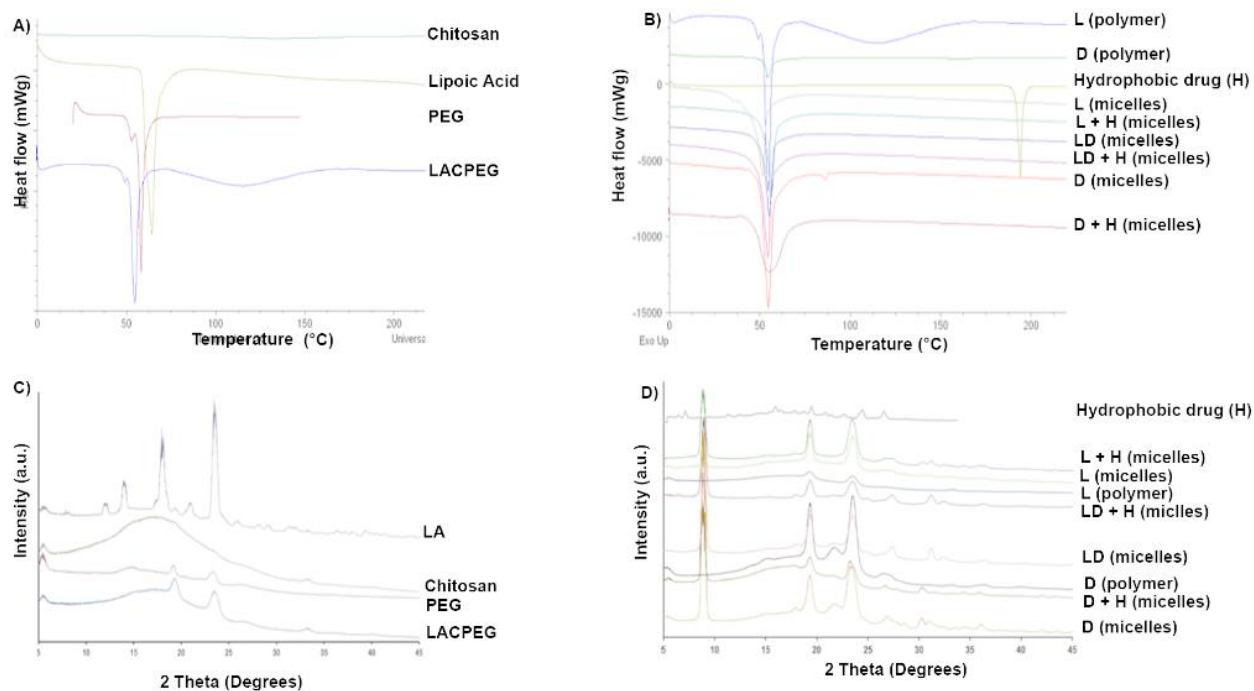 A)
Chitosan
Lipoic Acid
PEG
LACPEG
Heat flow (mWg)
0
50
100
150
200
Temperature (°C)
Universa
B)
L (polymer)
D (polymer)
Hydrophobic drug (H)
L (micelles)
L + H (micelles)
LD (micelles)
LD + H (micelles)
D (micelles)
D + H (micelles)
Heat flow (mWg)
0
-5000
-10000
-15000
0
50
100
150
200
Exo Up
Temperature (°C)
C)
LA
Chitosan
PEG
LACPEG
Intensity (a.u.)
5
10
15
20
25
30
35
40
45
2 Theta (Degrees)
D)
Hydrophobic drug (H)
L + H (micelles)
L (micelles)
L (polymer)
LD + H (miclles)
LD (micelles)
D (polymer)
D + H (micelles)
D (micelles)
Intensity (a.u.)
5
10
15
20
25
30
35
40
45
2 Theta (Degrees)